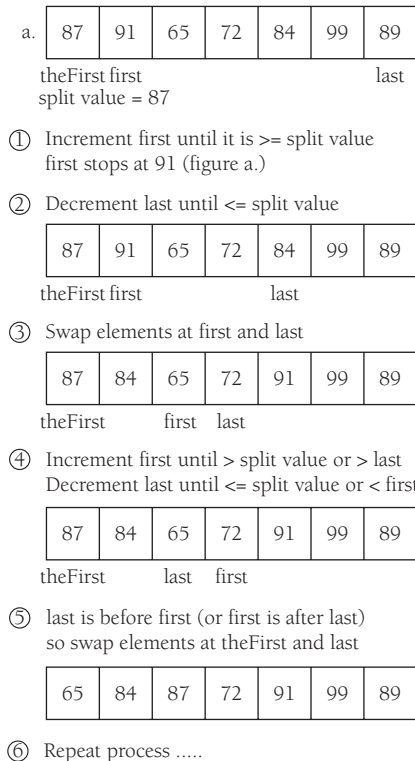 a. 87 91 65 72 84 99 89
theFirst first last
split value = 87
① Increment first until it is >= split value
first stops at 91 (figure a.)
② Decrement last until <= split value
87 91 65 72 84 99 89
theFirst first last
③ Swap elements at first and last
87 84 65 72 91 99 89
theFirst first last
④ Increment first until > split value or > last
Decrement last until <= split value or < first
87 84 65 72 91 99 89
theFirst last first
⑤ last is before first (or first is after last)
so swap elements at theFirst and last
65 84 87 72 91 99 89
⑥ Repeat process .....